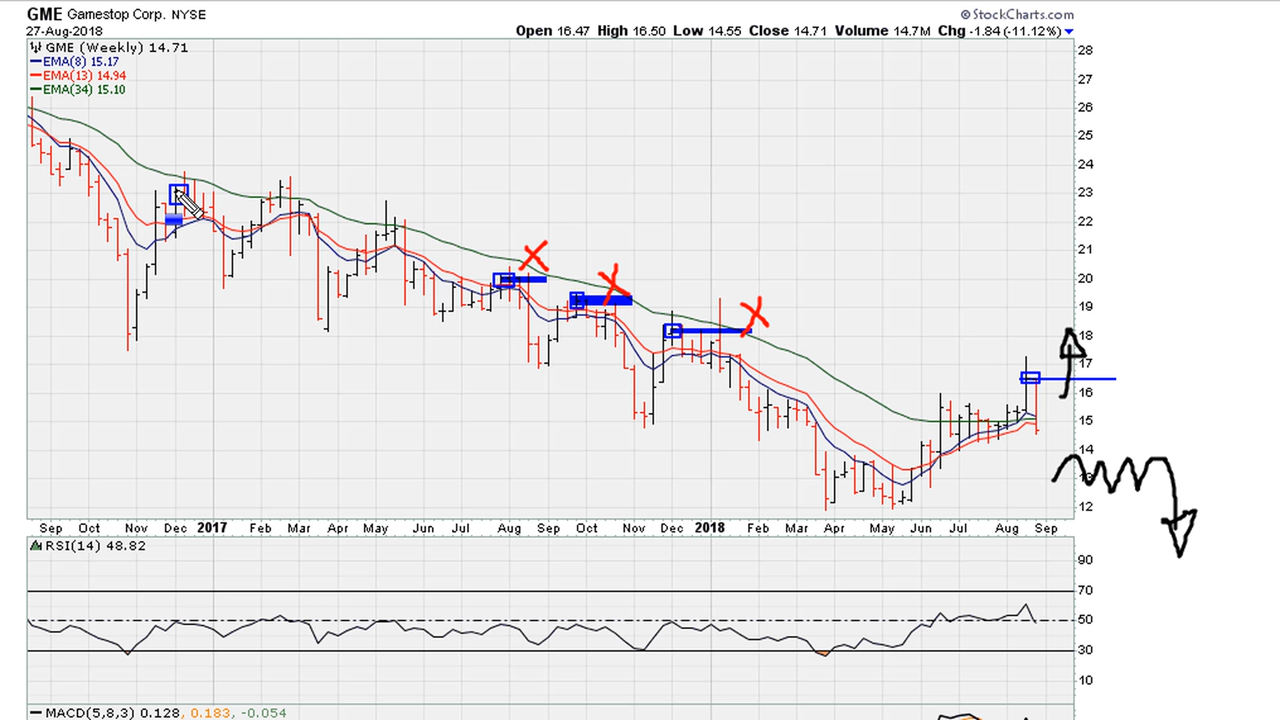 GME Gamestop Corp. NYSE © StockCharts.com
27-Aug-2018 Open 16.47 High 16.50 Low 14.55 Close 14.71 Volume 14.7M Chg -1.84 (-11.12%)
GME (Weekly) 14.71
EMA(8) 15.17
EMA(13) 14.94
EMA(34) 15.10
28
27
26
25
24
23
22
21
20
19
18
17
16
15
14
13
12
Sep Oct Nov Dec 2017 Feb Mar Apr May Jun Jul Aug Sep Oct Nov Dec 2018 Feb Mar Apr May Jun Jul Aug Sep
RSI(14) 48.82
90
70
50
30
10
MACD(5,8,3) 0.128, 0.183, -0.054